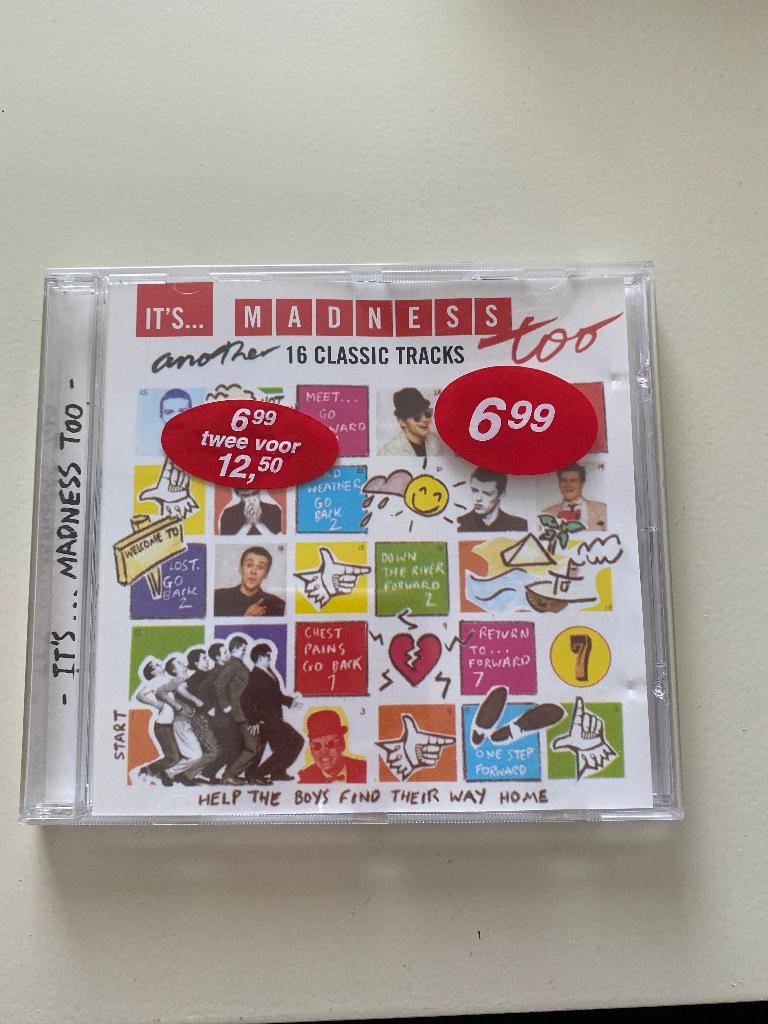 IT'S... MADNESS too
another 16 CLASSIC TRACKS
6 99
twee voor
12,50
6 99
MEET...
GO
WEATHER
GO
BACK
2
WELCOME TO
LOST.
GO
BACK
2
DOWN
THE RIVER
FORWARD
2
CHEST
PAINS
GO BACK
7
RETURN
TO...
FORWARD
7
7
START
3
ONE STEP
FORWARD
HELP THE BOYS FIND THEIR WAY HOME
- IT'S... MADNESS TOO -